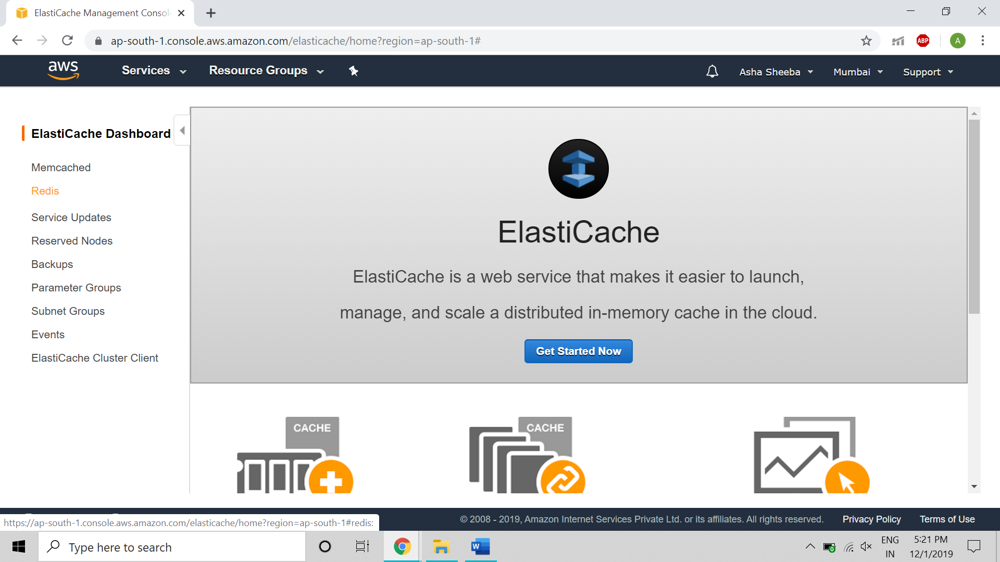 ElastiCache Management Consol
ap-south-1.console.aws.amazon.com/elasticache/home?region=ap-south-1#
ABP
A
aws
Services
Resource Groups
Asha Sheeba
Mumbai
Support
ElastiCache Dashboard
Memcached
Redis
Service Updates
Reserved Nodes
Backups
Parameter Groups
Subnet Groups
Events
ElastiCache Cluster Client
ElastiCache
ElastiCache is a web service that makes it easier to launch,
manage, and scale a distributed in-memory cache in the cloud.
Get Started Now
CACHE
CACHE
https://ap-south-1.console.aws.amazon.com/elasticache/home?region=ap-south-1#redis:
© 2008 - 2019, Amazon Internet Services Private Ltd. or its affiliates. All rights reserved.
Privacy Policy
Terms of Use
Type here to search
W
ENG
IN
5:21 PM
12/1/2019